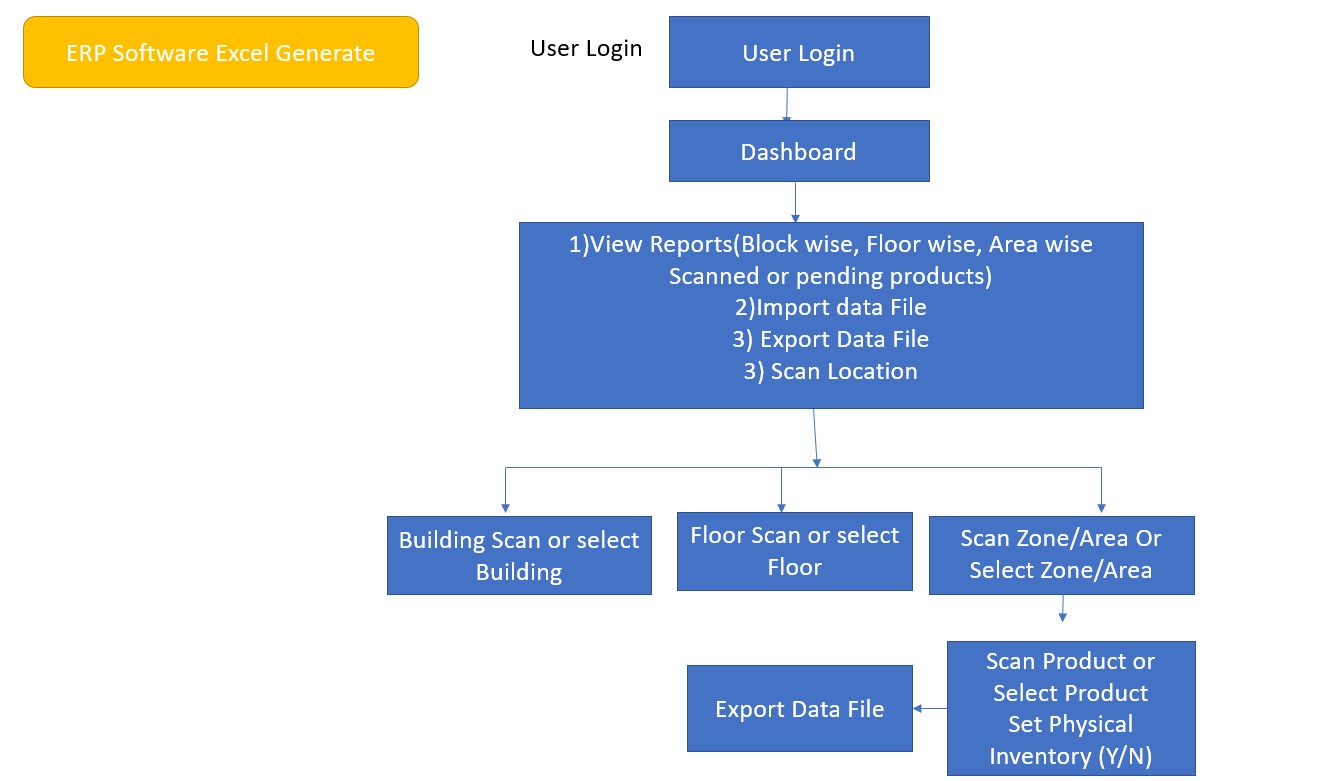 ERP Software Excel Generate
User Login
User Login
Dashboard
1)View Reports(Block wise, Floor wise, Area wise
Scanned or pending products)
2)Import data File
3) Export Data File
3) Scan Location
Building Scan or select
Building
Floor Scan or select
Floor
Scan Zone/Area Or
Select Zone/Area
Export Data File
Scan Product or
Select Product
Set Physical
Inventory (Y/N)